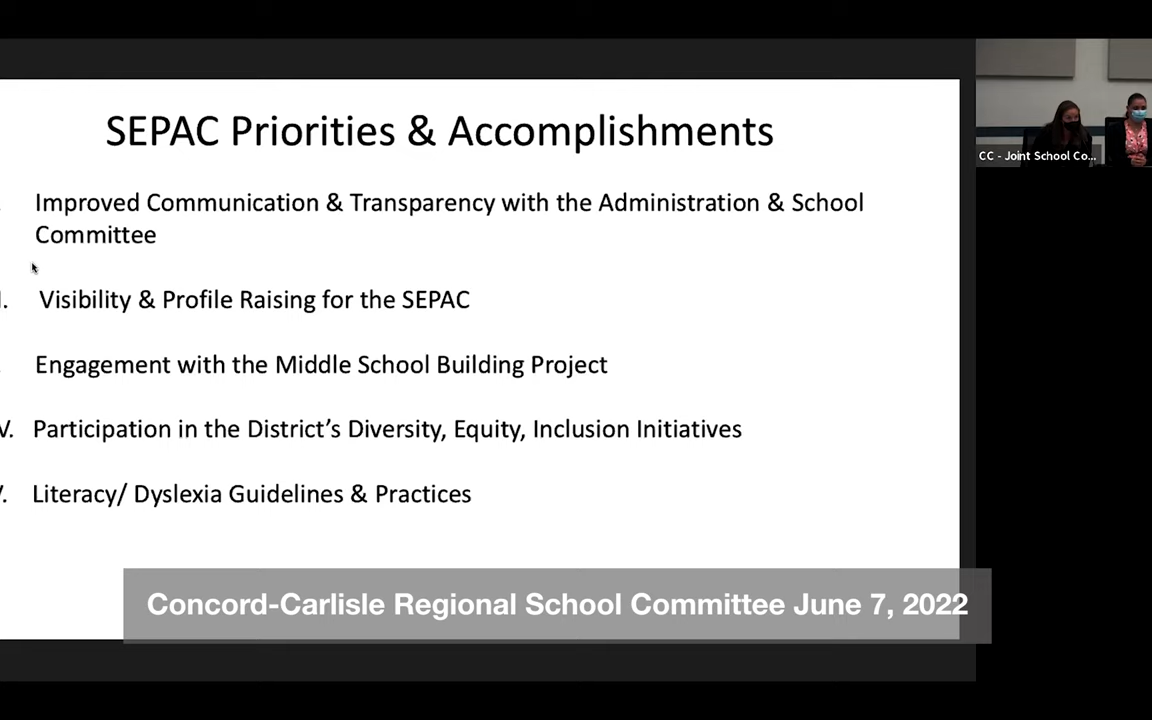 SEPAC Priorities & Accomplishments
Improved Communication & Transparency with the Administration & School
Committee
. Visibility & Profile Raising for the SEPAC
Engagement with the Middle School Building Project
V. Participation in the District's Diversity, Equity, Inclusion Initiatives
V. Literacy/ Dyslexia Guidelines & Practices
Concord-Carlisle Regional School Committee June 7, 2022
CC - Joint School Co...